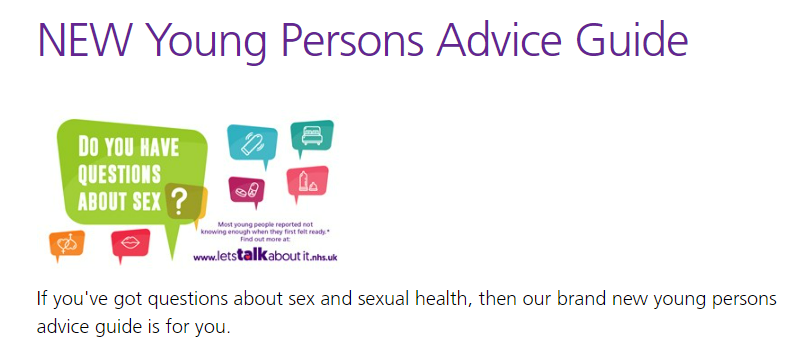 NEW Young Persons Advice Guide
DO YOU HAVE
QUESTIONS
ABOUT SEX ?
Most young people reported not
knowing enough when they first felt ready.*
Find out more at:
www.letstalkaboutit.nhs.uk
If you've got questions about sex and sexual health, then our brand new young persons
advice guide is for you.